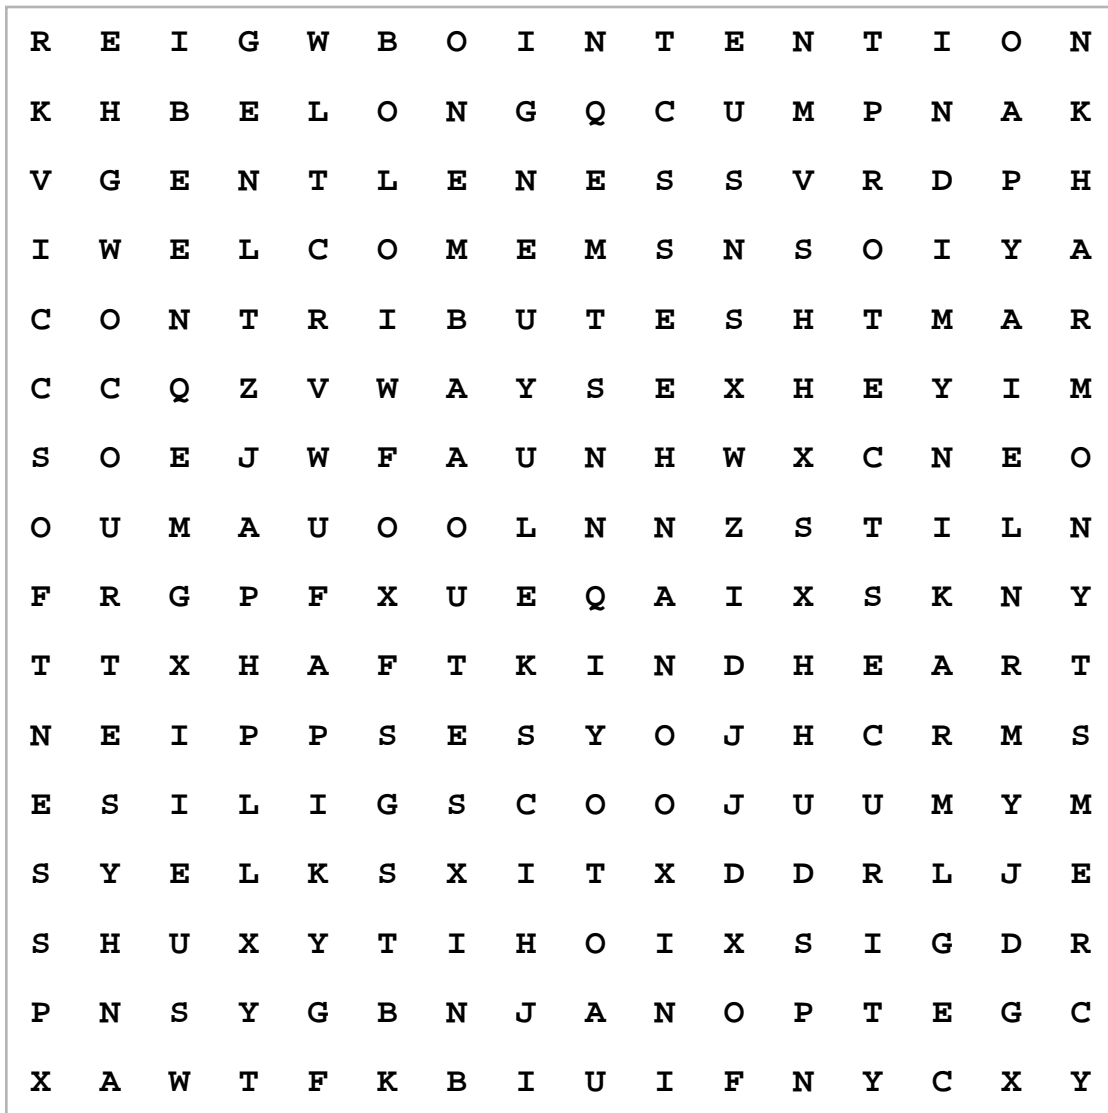 R E I G W B O I N T E N T I O N
K H B E L O N G Q C U M P N A K
V G E N T L E N E S S V R D P H
I W E L C O M E M S N S O I Y A
C O N T R I B U T E S H T M A R
C C Q Z V W A Y S E X H E Y I M
S O E J W F A U N H W X C N E O
O U M A U O O L N N Z S T I L N
F R G P F X U E Q A I X S K N Y
T T X H A F T K I N D H E A R T
N E I P P S E S Y O J H C R M S
E S I L I G S C O O J U U M Y M
S Y E L K S X I T X D D R L J E
S H U X Y T I H O I X S I G D R
P N S Y G B N J A N O P T E G C
X A W T F K B I U I F N Y C X Y